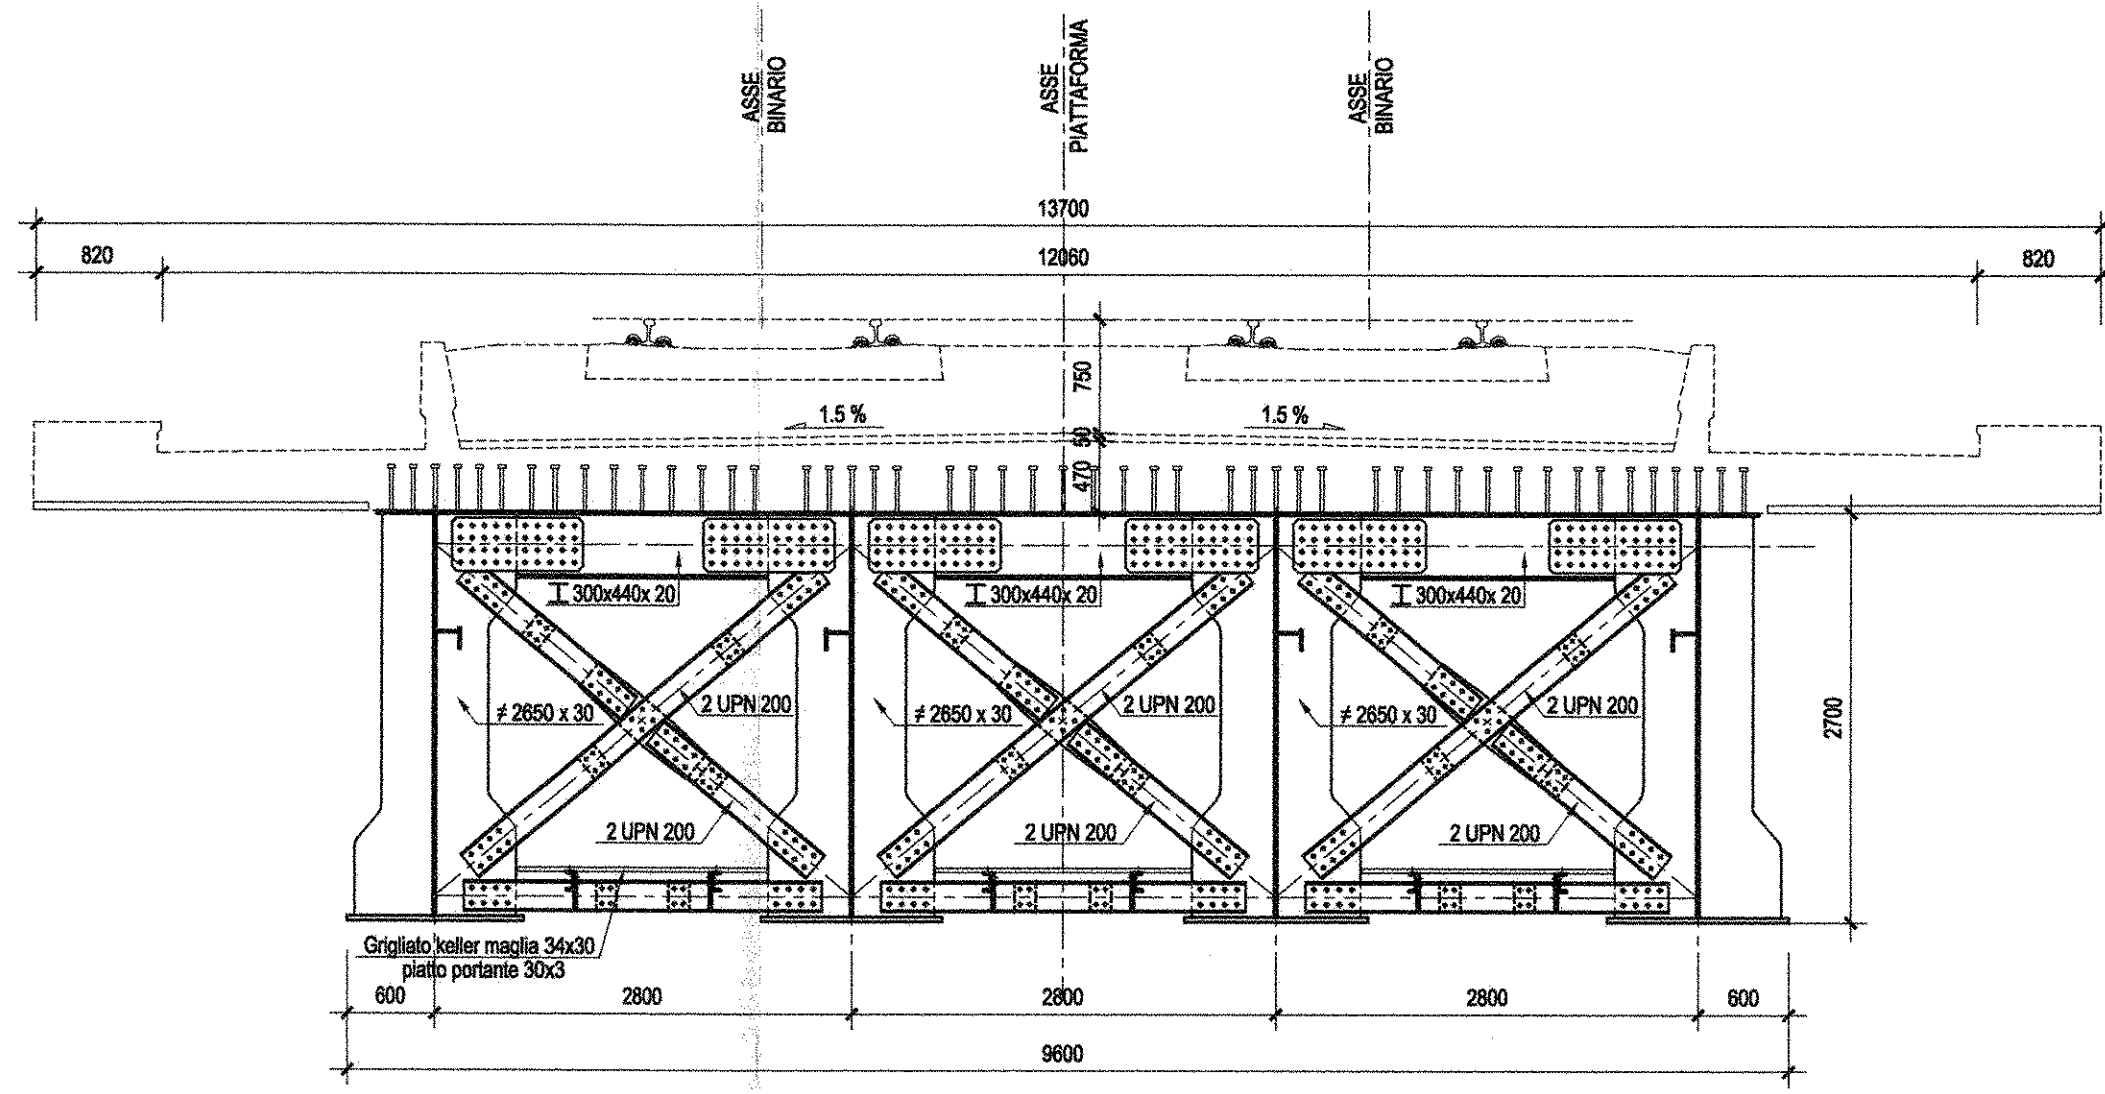 ASSE
BINARIO
ASSE
PIATTAFORMA
ASSE
BINARIO
13700
820
12060
820
750
1.5 %
1.5 %
50
470
300x440x 20
300x440x 20
300x440x 20
≠ 2650 x 30
2 UPN 200
≠ 2650 x 30
2 UPN 200
≠ 2650 x 30
2 UPN 200
2700
2 UPN 200
2 UPN 200
2 UPN 200
Grigliato keller maglia 34x30
piatto portante 30x3
600
2800
2800
2800
600
9600